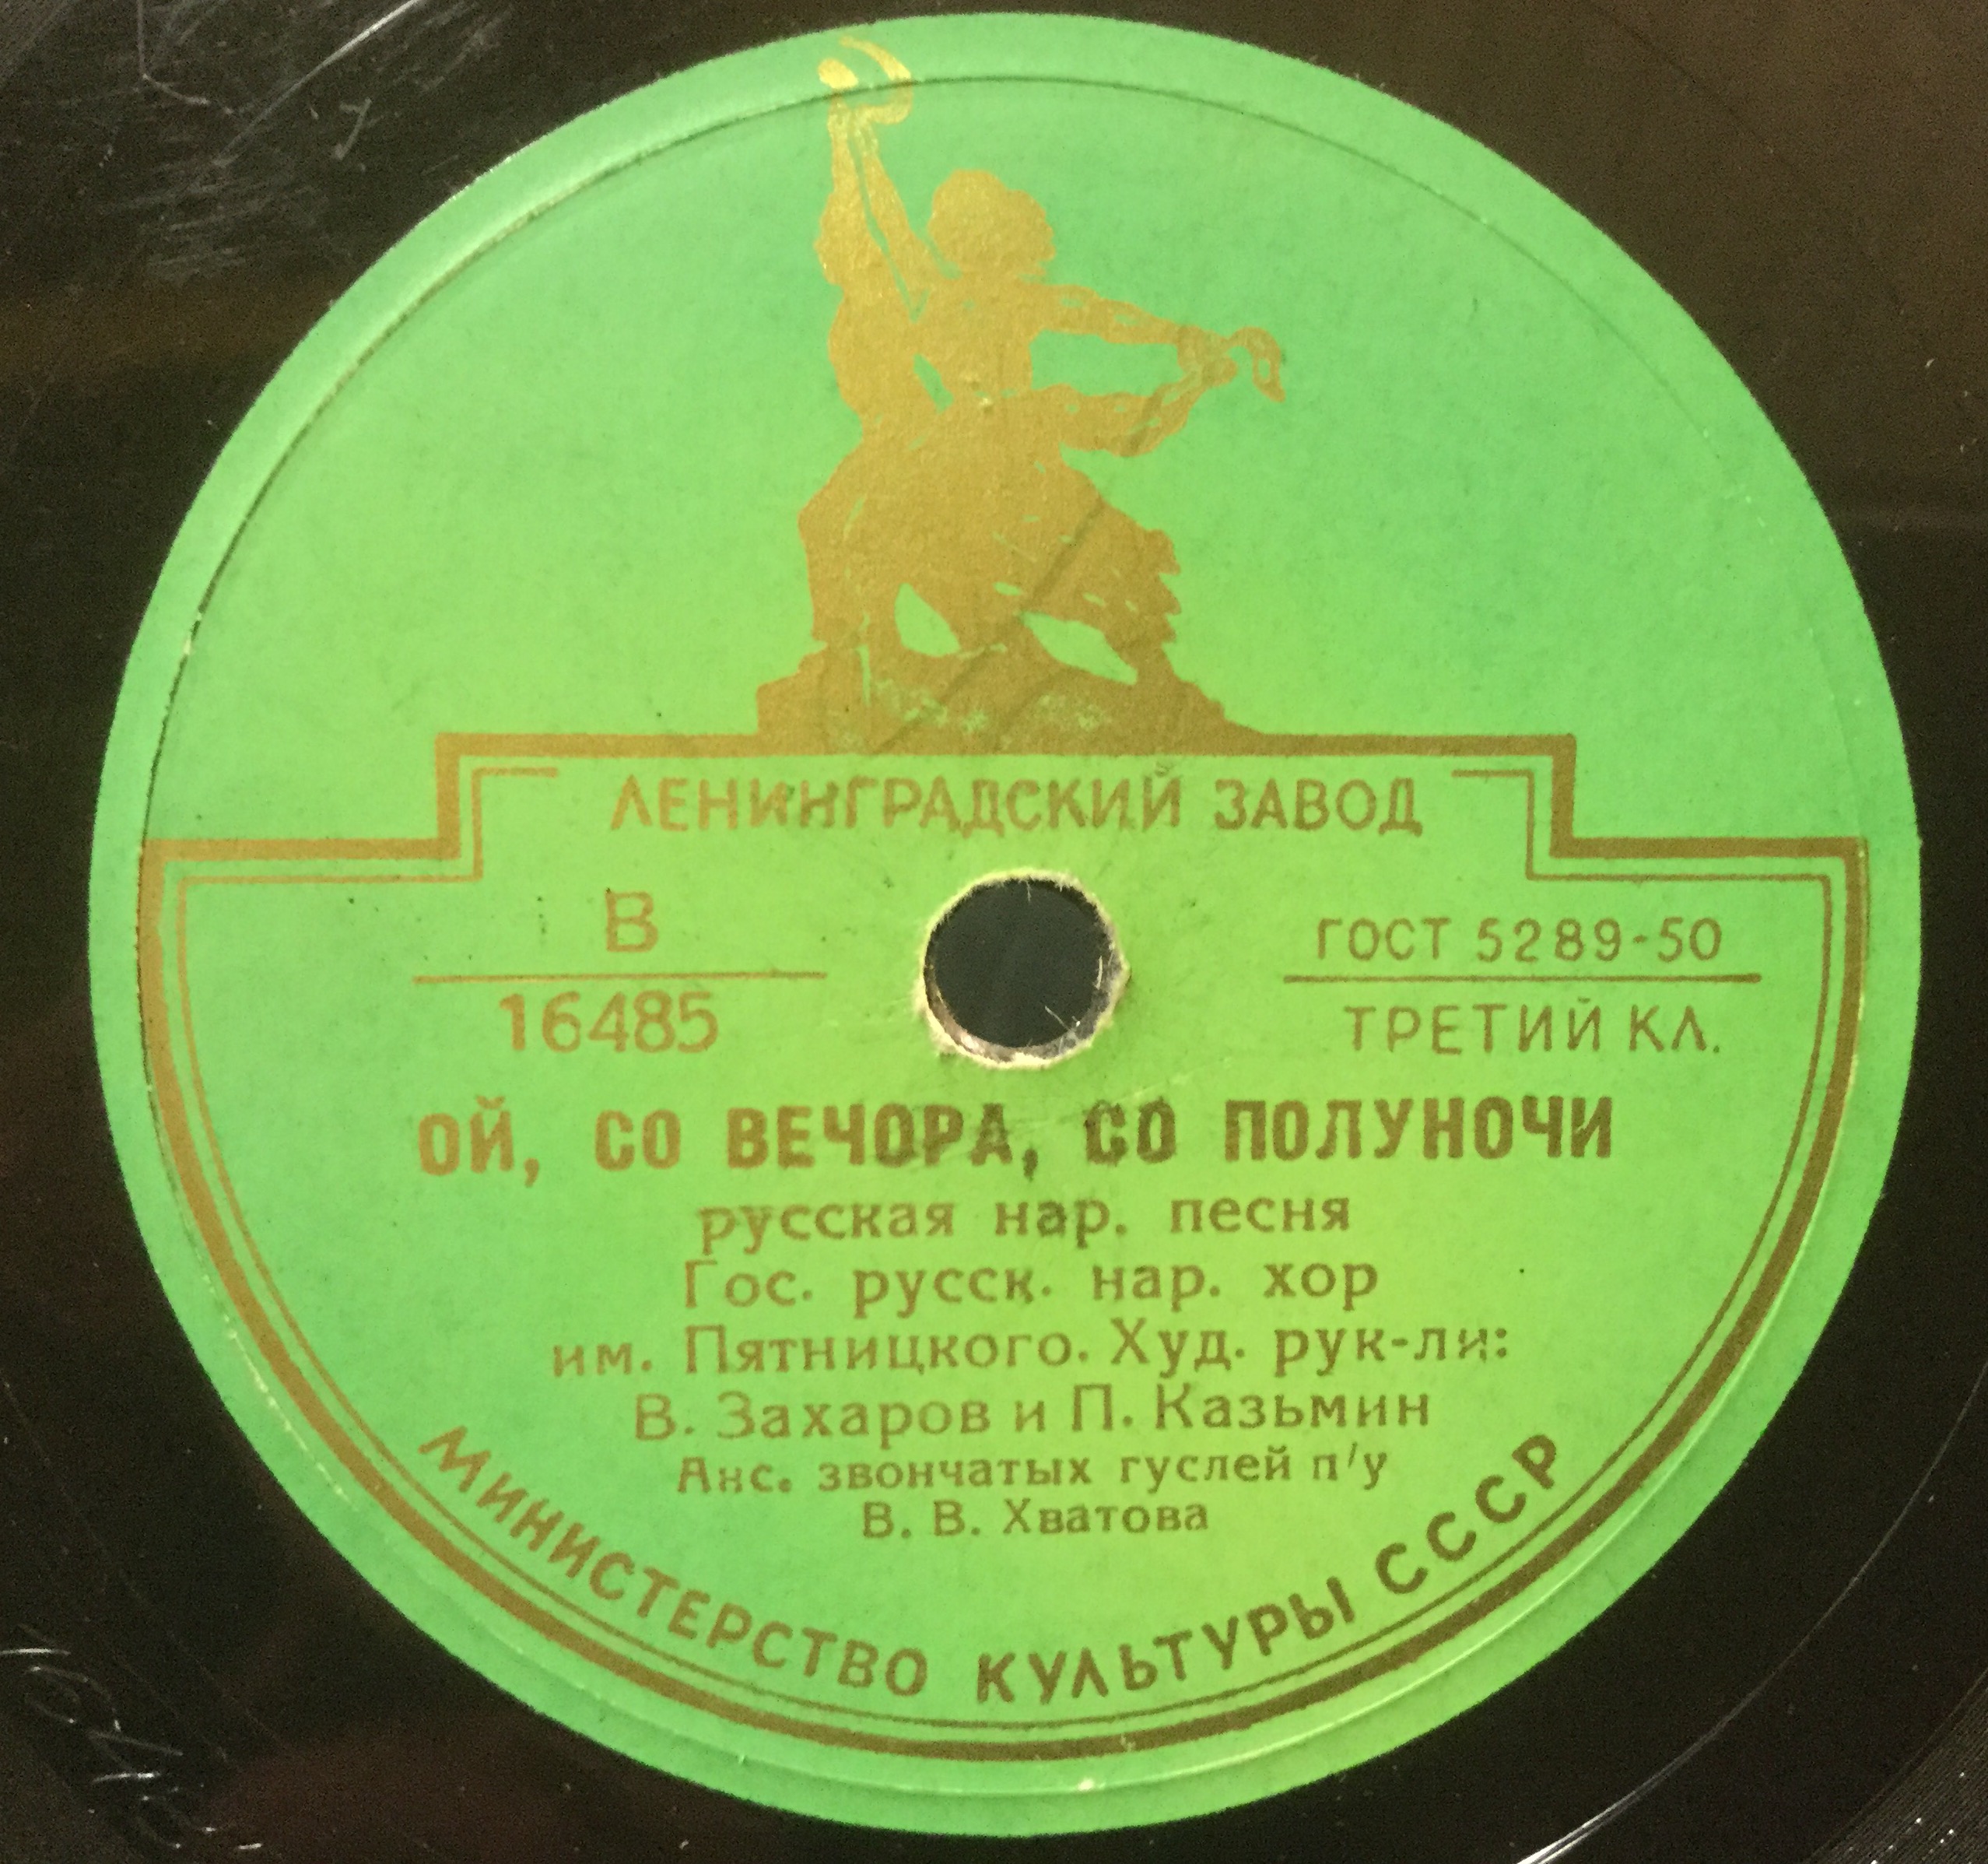 ЛЕНИНГРАДСКИЙ ЗАВОД
В
16485
ГОСТ 5289-50
ТРЕТИЙ КЛ.
ОЙ, СО ВЕЧОРА, СО ПОЛУНОЧИ
русская нар. песня
Гос. русск. нар. хор
им. Пятницкого. Худ. рук-ли:
В. Захаров и П. Казьмин
Анс. звончатых гуслей п/у
В. В. Хватова
МИНИСТЕРСТВО КУЛЬТУРЫ СССР